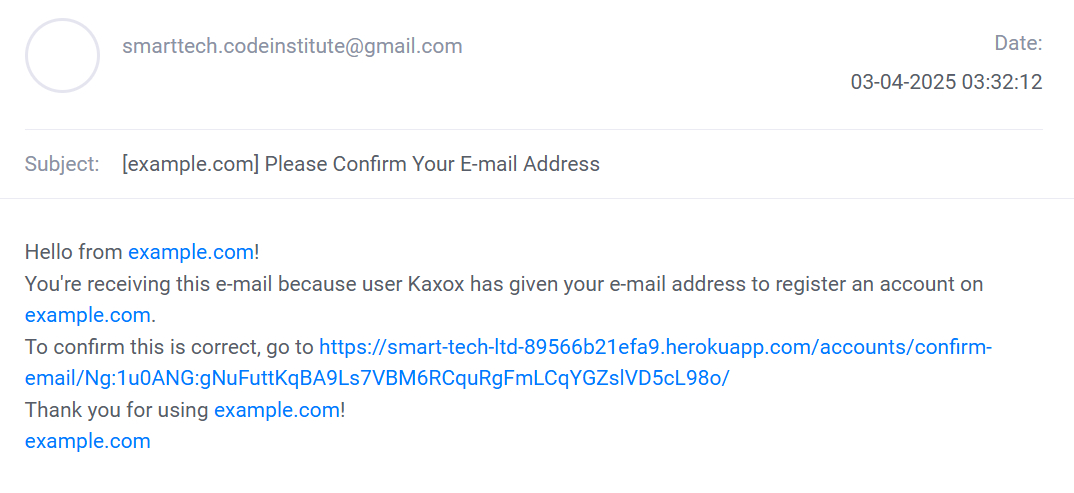 smarttech.codeinstitute@gmail.com
Date:
03-04-2025 03:32:12
Subject: [example.com] Please Confirm Your E-mail Address
Hello from example.com!
You're receiving this e-mail because user Kaxox has given your e-mail address to register an account on
example.com.
To confirm this is correct, go to https://smart-tech-ltd-89566b21efa9.herokuapp.com/accounts/confirm-
email/Ng:1u0ANG:gNuFuttKqBA9Ls7VBM6RCquRgFmLCqYGZslVD5cL98o/
Thank you for using example.com!
example.com